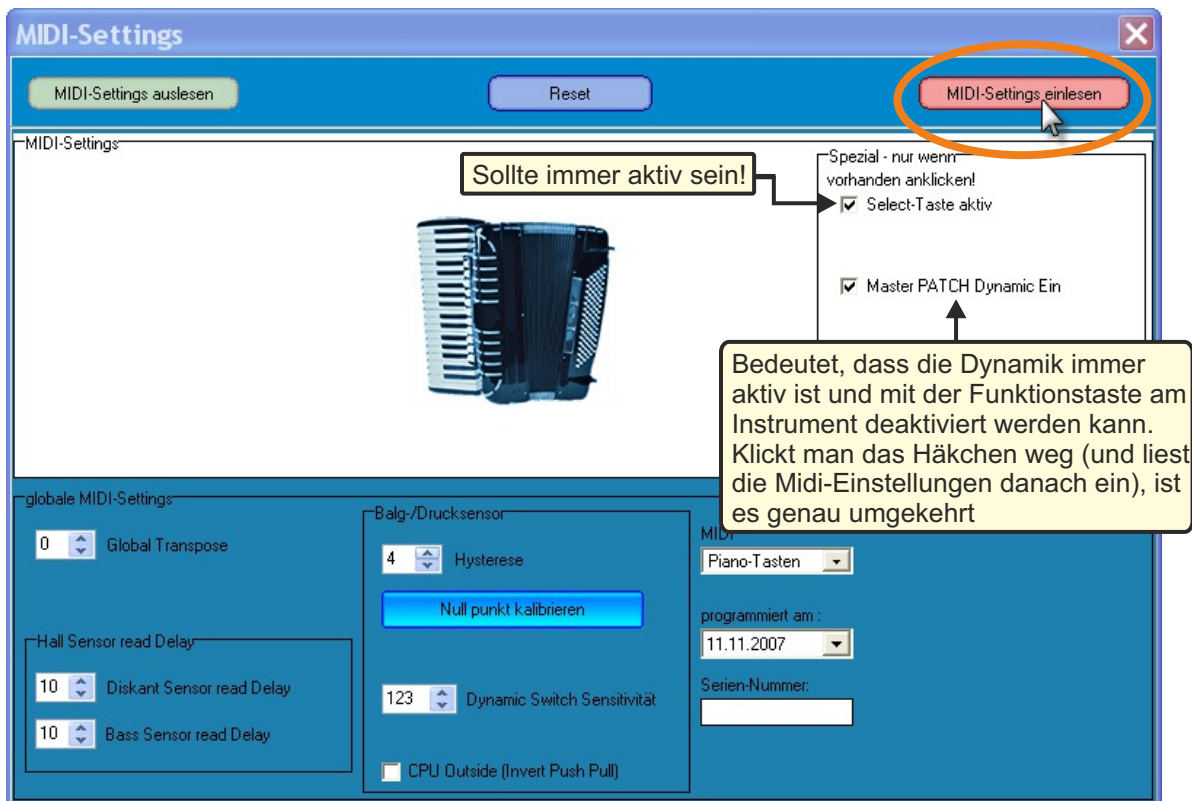 MIDI-Settings
MIDI-Settings auslesen
Reset
MIDI-Settings einlesen
MIDI-Settings
Sollte immer aktiv sein!
Spezial - nur wenn
vorhanden anklicken!
Select-Taste aktiv
Master PATCH Dynamic Ein
Bedeutet, dass die Dynamik immer
aktiv ist und mit der Funktionstaste am
Instrument deaktiviert werden kann.
Klickt man das Häkchen weg (und liest
die Midi-Einstellungen danach ein), ist
es genau umgekehrt
globale MIDI-Settings
0 Global Transpose
Hall Sensor read Delay
10 Diskant Sensor read Delay
10 Bass Sensor read Delay
Balg-/Drucksensor
4 Hysterese
Null punkt kalibrieren
123 Dynamic Switch Sensitivität
CPU Outside (Invert Push Pull)
MIDI
Piano-Tasten
programmiert am :
11.11.2007
Serien-Nummer: